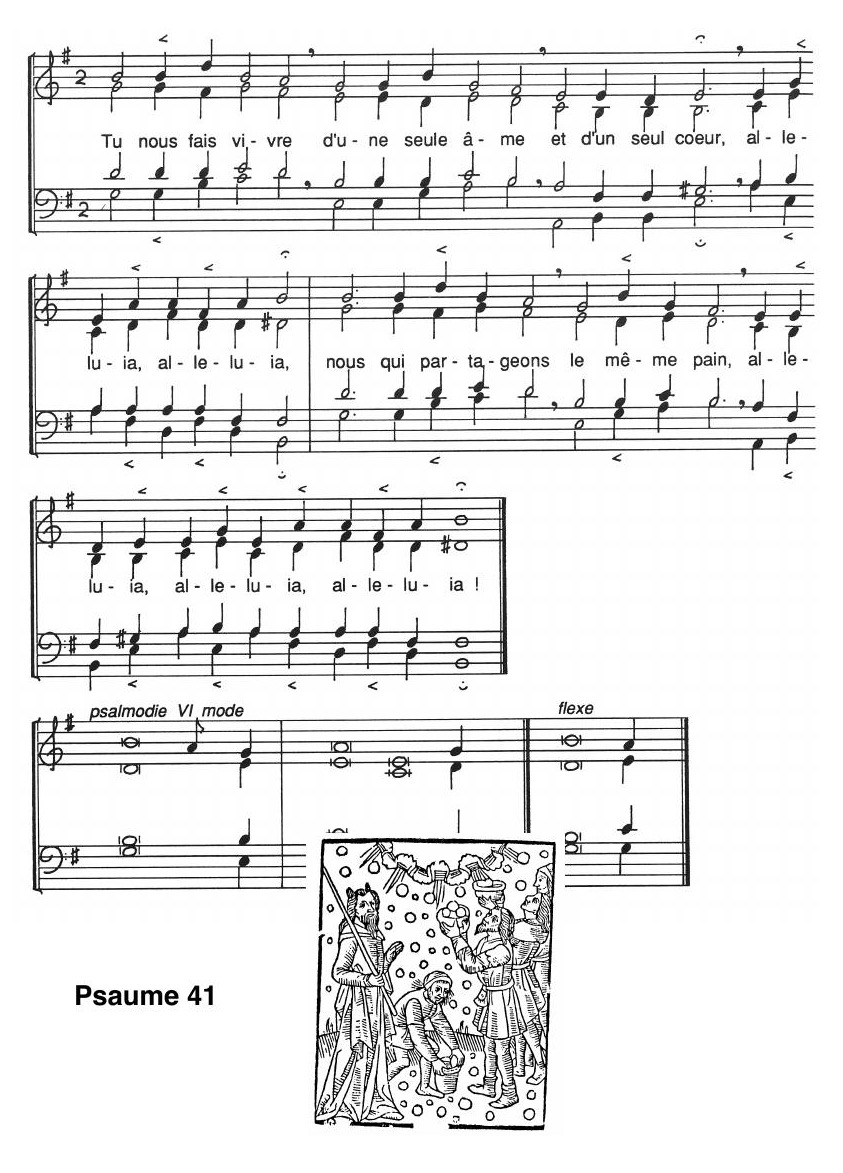 Tu nous fais vi - vre d'u - ne seule â - me et d'un seul coeur, al - le -
lu - ia, al - le - lu - ia, nous qui par - ta - geons le mê - me pain, al - le -
lu - ia, al - le - lu - ia, al - le - lu - ia !
psalmodie VI mode flexe
Psaume 41